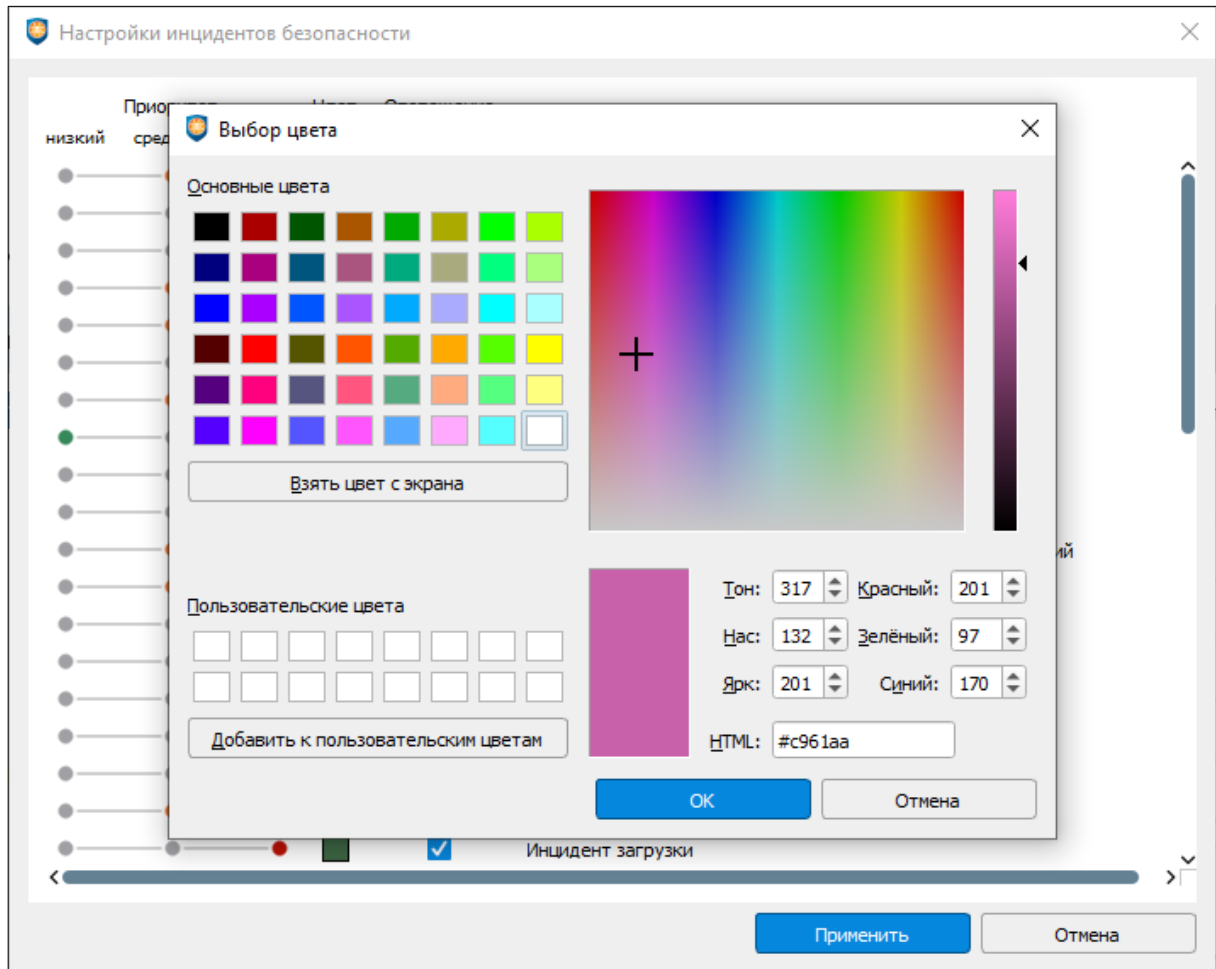 Настройки инцидентов безопасности
Выбор цвета
низкий
Основные цвета
Взять цвет с экрана
Пользовательские цвета
Добавить к пользовательским цветам
Тон: 317 Красный: 201
Нас: 132 Зелёный: 97
Ярк: 201 Синий: 170
HTML: #c961aa
OK Отмена
Инцидент загрузки
Применить Отмена